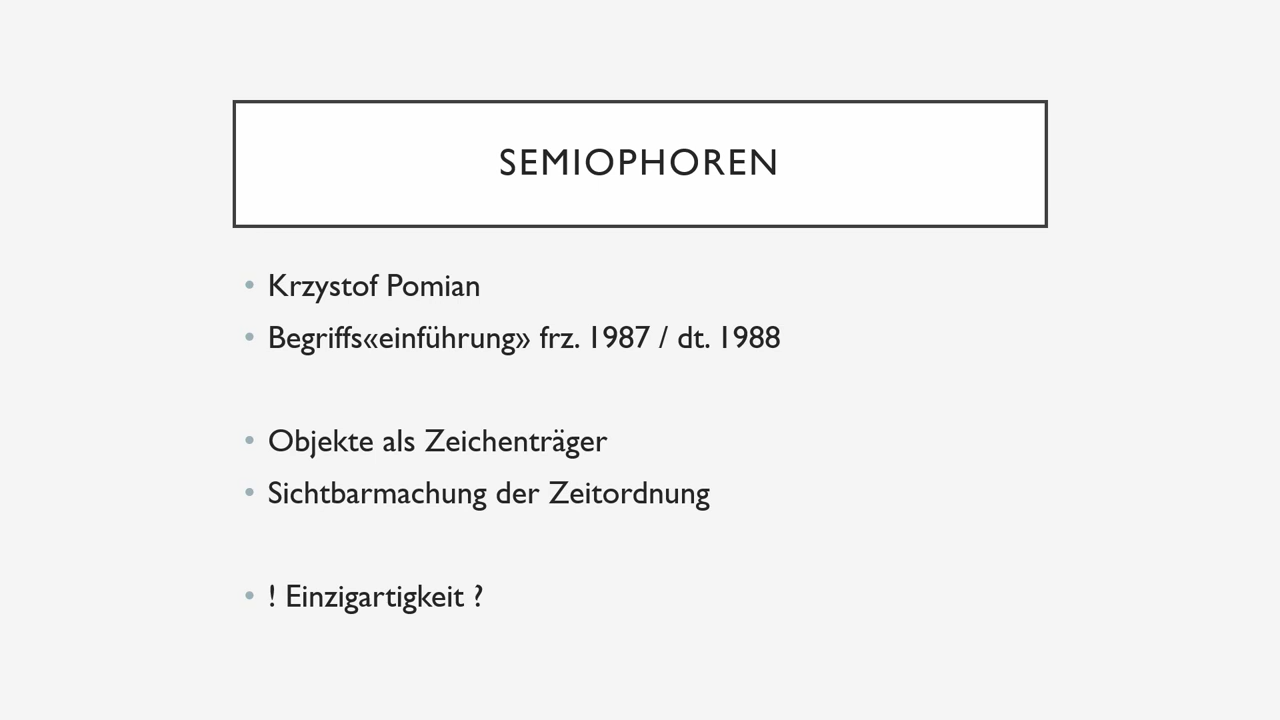 SEMIOPHOREN
• Krzystof Pomian
• Begriffs«einführung» frz. 1987 / dt. 1988
• Objekte als Zeichenträger
• Sichtbarmachung der Zeitordnung
• ! Einzigartigkeit ?